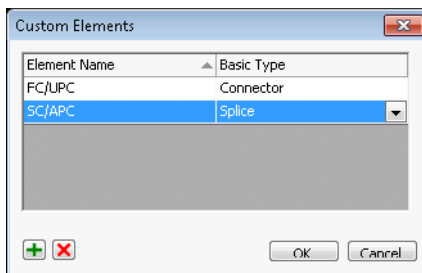 Custom Elements
Element Name Basic Type
FC/UPC Connector
SC/APC Splice
OK Cancel